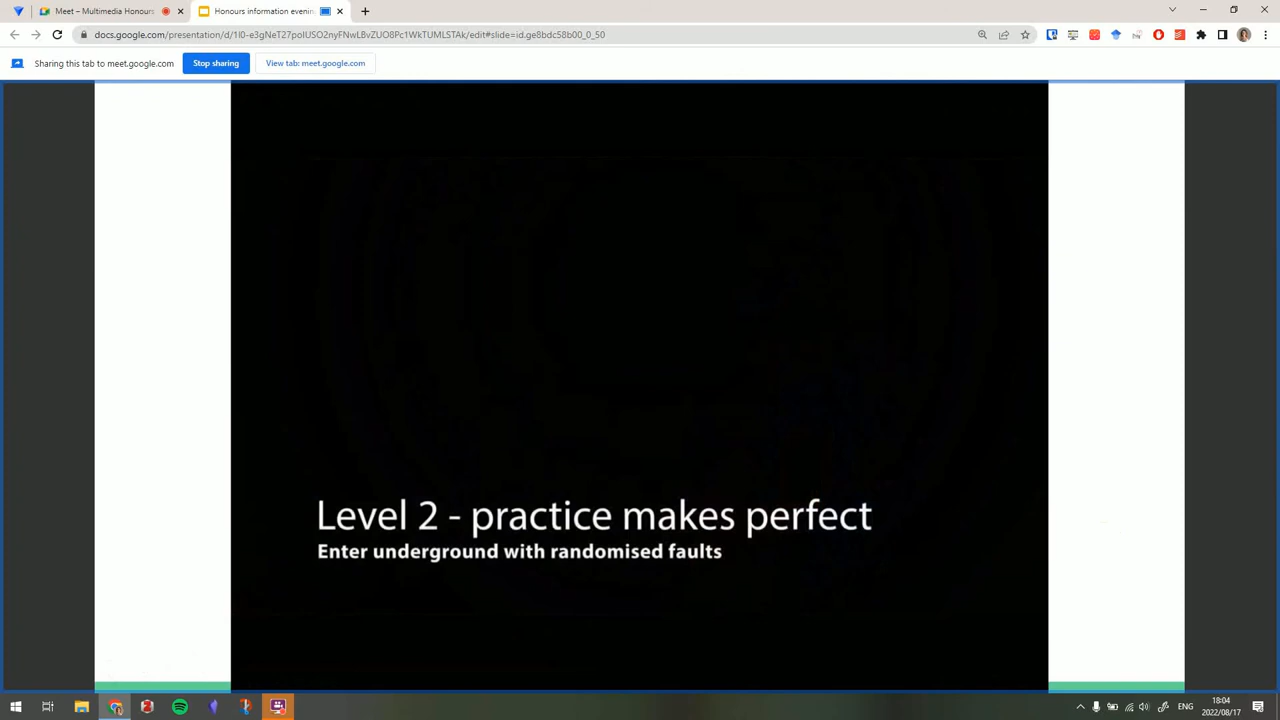 Meet – Multimedia Honours
Honours information evenin
docs.google.com/presentation/d/1I0-e3gNeT27poIUSO2nyFNwLBvZUO8Pc1WkTUMLSTAk/edit#slide=id.ge8bdc58b00_0_50
Sharing this tab to meet.google.com
Stop sharing
View tab: meet.google.com
Level 2 - practice makes perfect
Enter underground with randomised faults
ENG
18:04
2022/08/17